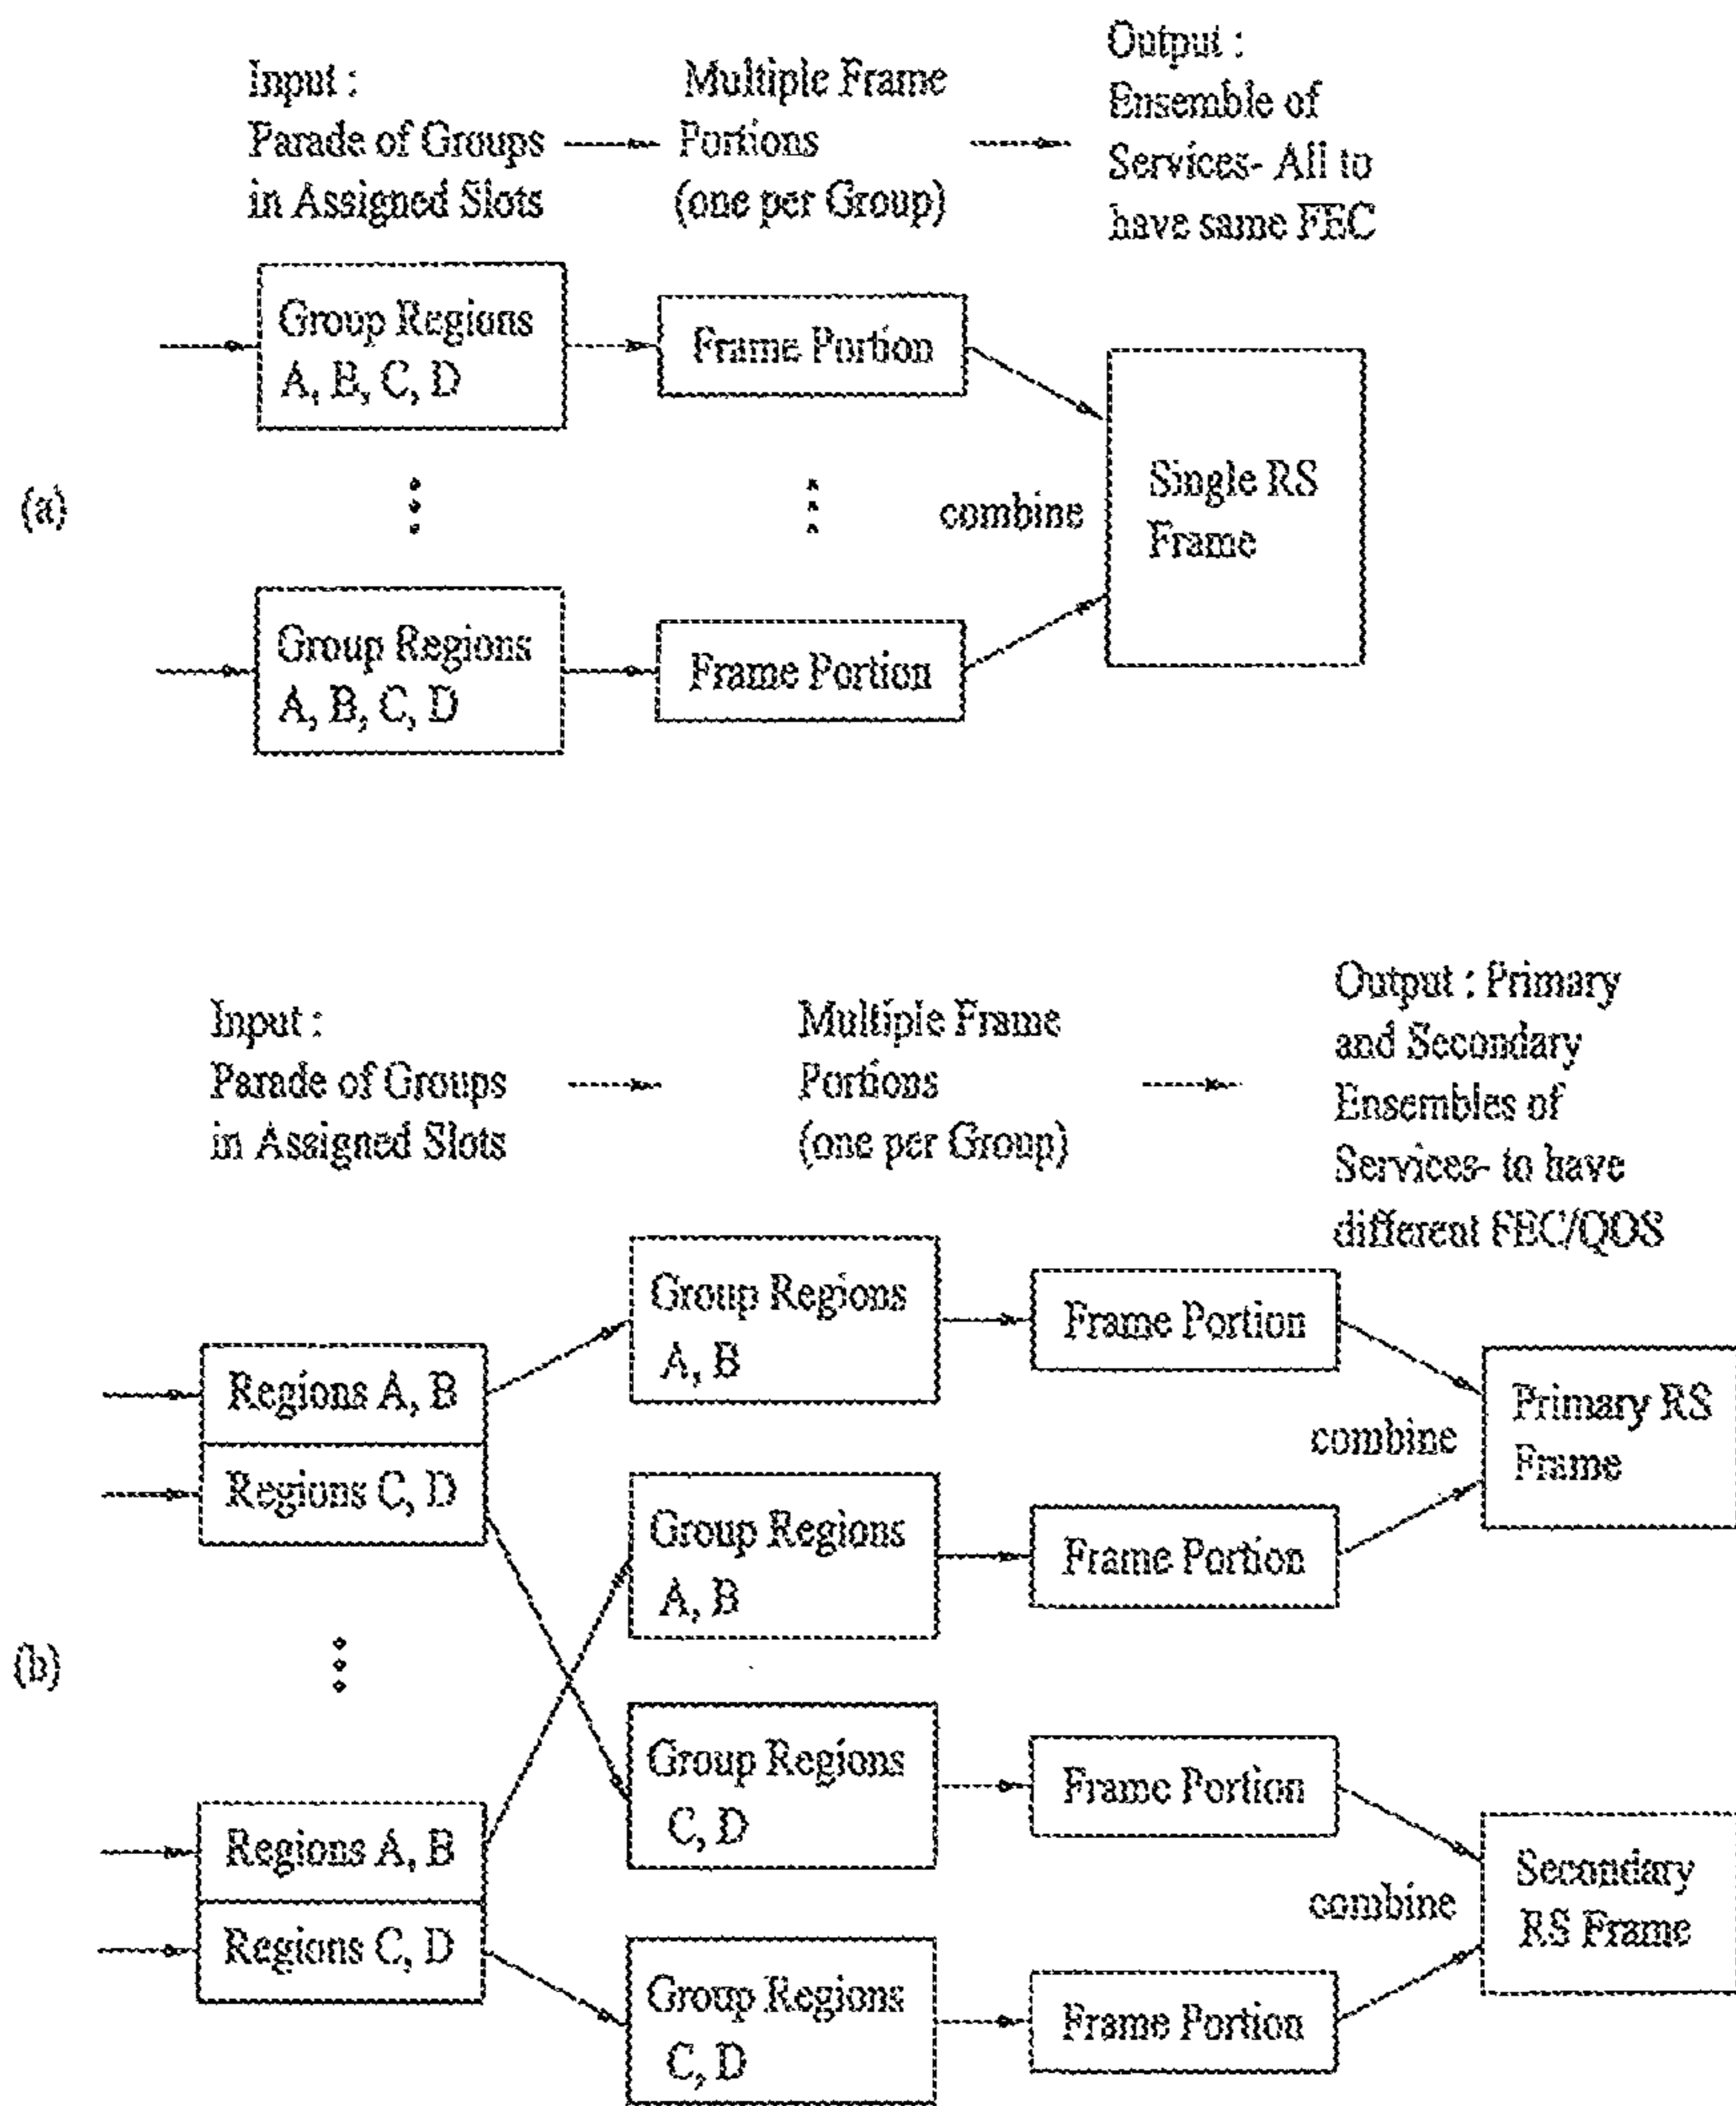 Input :
Parade of Groups
in Assigned Slots
Multiple Frame
Portions
(one per Group)
Output :
Ensemble of
Services- All to
have same FEC
(a)
Group Regions
A, B, C, D
Frame Portion
Group Regions
A, B, C, D
Frame Portion
combine
Single RS
Frame
Input :
Parade of Groups
in Assigned Slots
Multiple Frame
Portions
(one per Group)
Output : Primary
and Secondary
Ensembles of
Services- to have
different FEC/QOS
(b)
Regions A, B
Regions C, D
Regions A, B
Regions C, D
Group Regions
A, B
Frame Portion
Group Regions
A, B
Frame Portion
combine
Primary RS
Frame
Group Regions
C, D
Frame Portion
Group Regions
C, D
Frame Portion
combine
Secondary
RS Frame